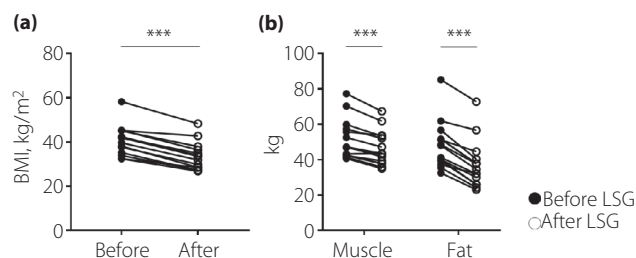 (a)
***
80
60
40
20
0
BMI, kg/m²
Before After
(b)
*** ***
100
80
60
40
20
0
kg
Muscle Fat
Before LSG
After LSG